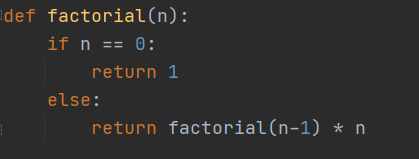 def factorial(n):
    if n == 0:
        return 1
    else:
        return factorial(n-1) * n